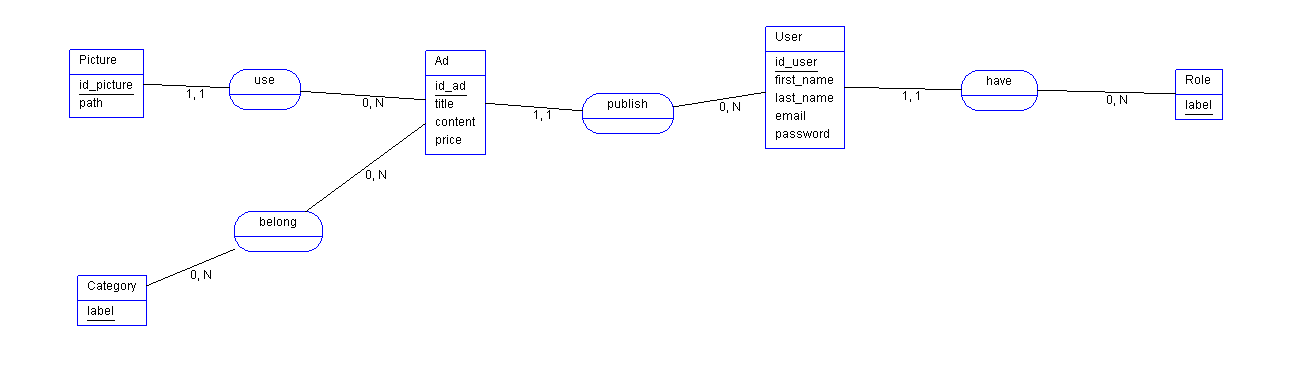 Picture
id_picture
path
1, 1
use
0, N
Ad
id_ad
title
content
price
1, 1
publish
0, N
User
id_user
first_name
last_name
email
password
1, 1
have
0, N
Role
label
0, N
belong
0, N
Category
label